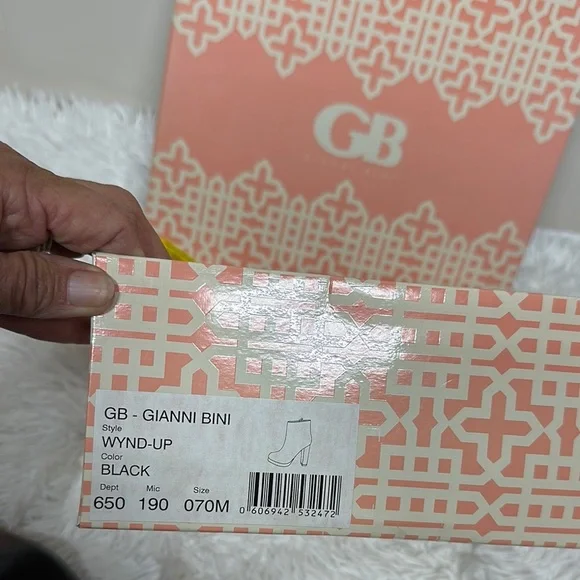 GB
GB - GIANNI BINI
Style
WYND-UP
Color
BLACK
Dept Mic Size
650 190 070M
0 606942 532472